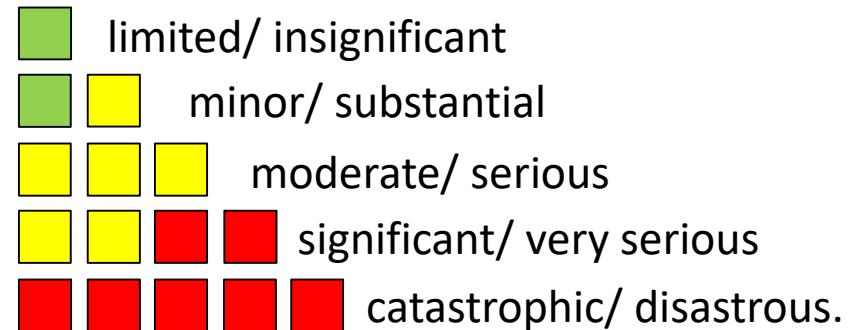 limited/ insignificant
minor/ substantial
moderate/ serious
significant/ very serious
catastrophic/ disastrous.